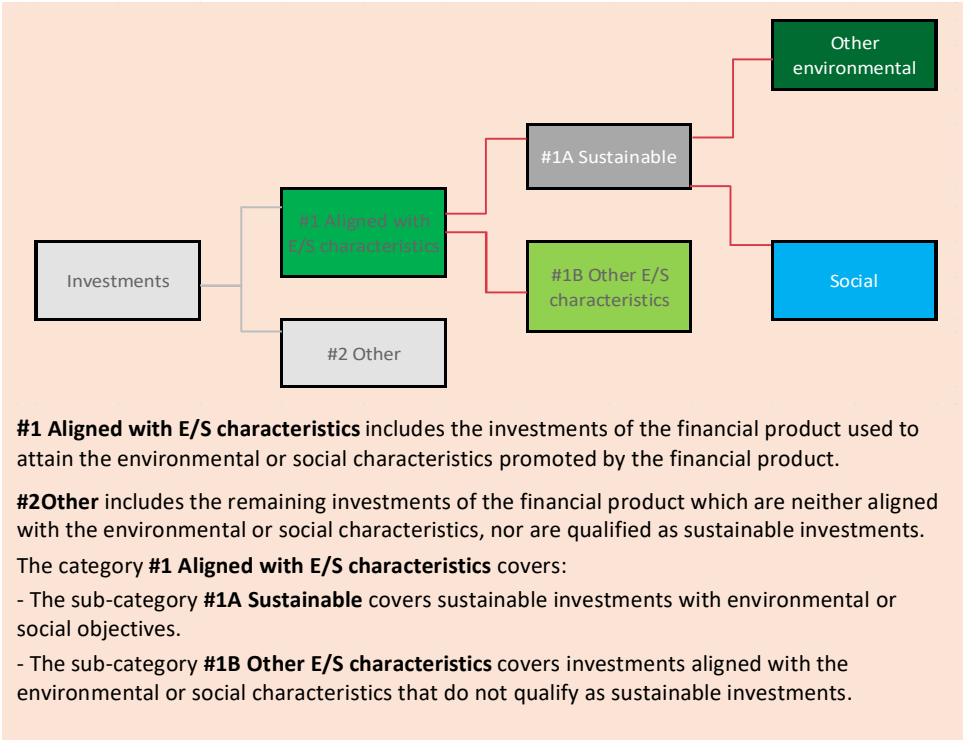 Other
environmental
#1A Sustainable
#1 Aligned with
E/S characteristics
Investments
#1B Other E/S
characteristics
Social
#2 Other
#1 Aligned with E/S characteristics includes the investments of the financial product used to
attain the environmental or social characteristics promoted by the financial product.
#2Other includes the remaining investments of the financial product which are neither aligned
with the environmental or social characteristics, nor are qualified as sustainable investments.
The category #1 Aligned with E/S characteristics covers:
- The sub-category #1A Sustainable covers sustainable investments with environmental or
social objectives.
- The sub-category #1B Other E/S characteristics covers investments aligned with the
environmental or social characteristics that do not qualify as sustainable investments.